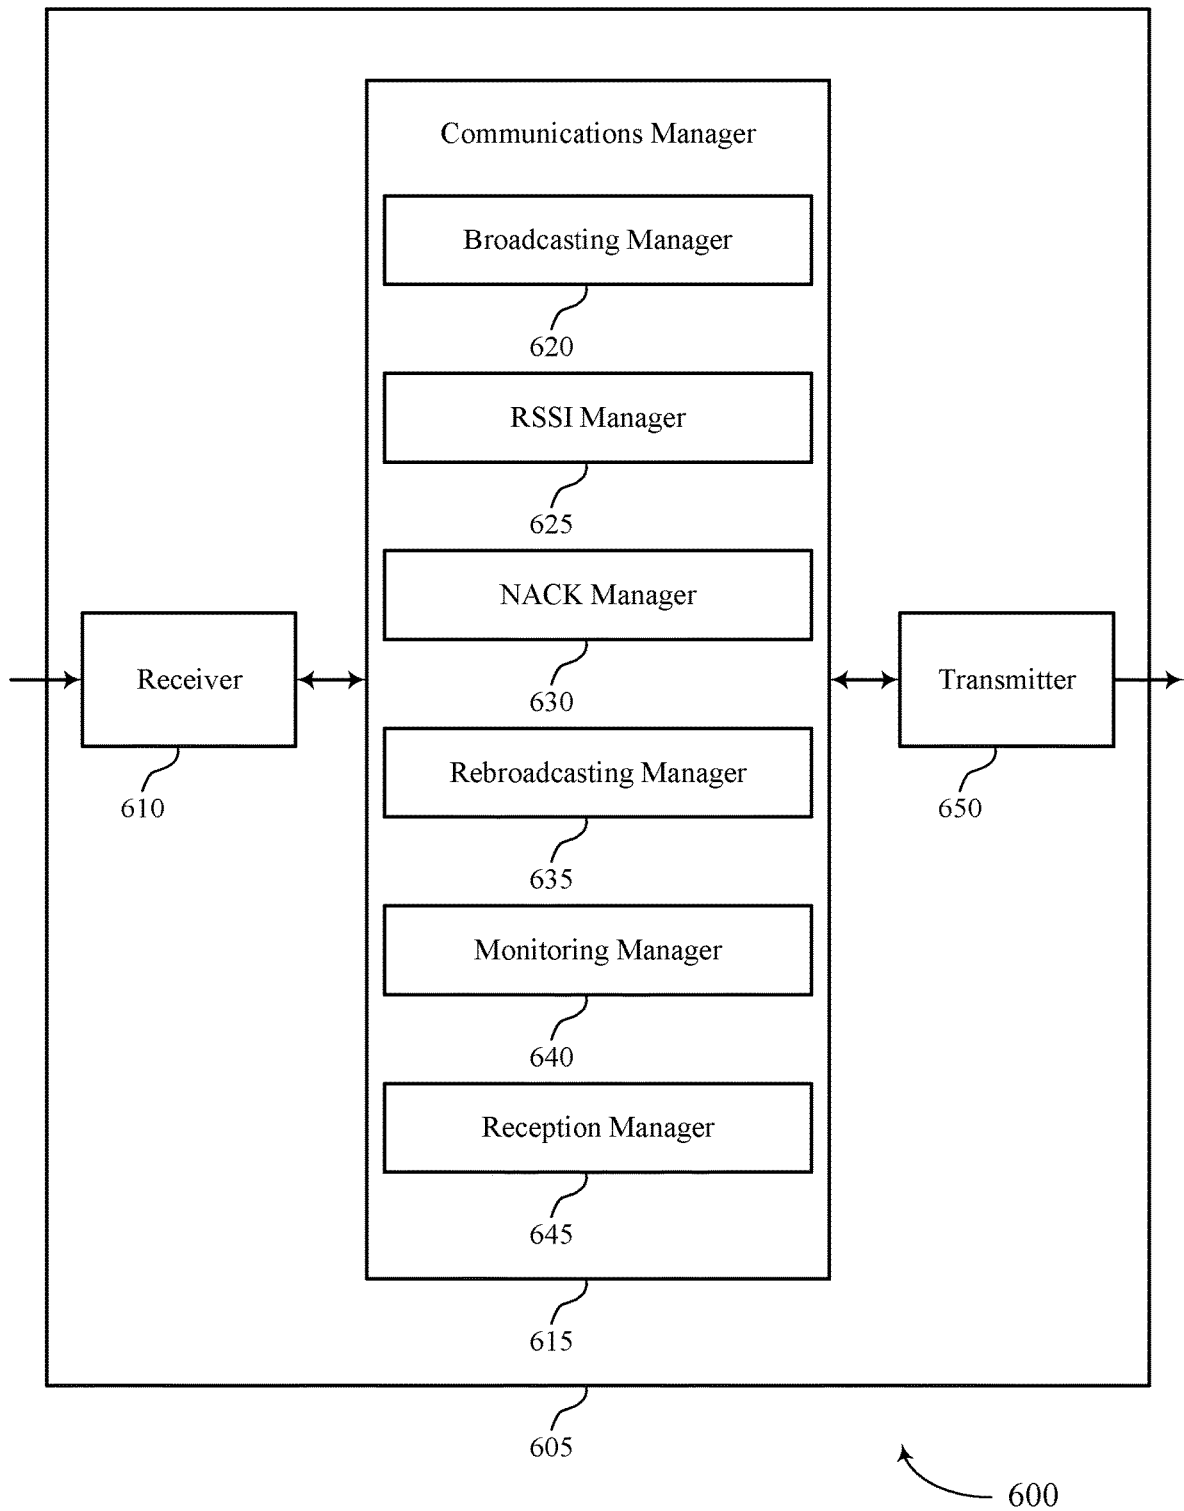 Communications Manager
Broadcasting Manager
620
RSSI Manager
625
NACK Manager
630
Receiver
610
Transmitter
650
Rebroadcasting Manager
635
Monitoring Manager
640
Reception Manager
645
615
605
600